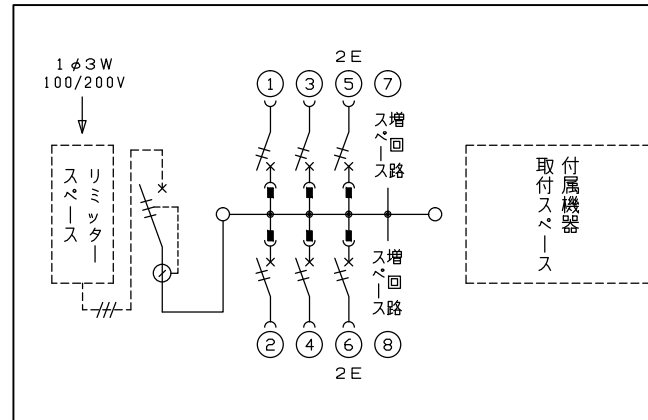 1φ3W
100/200V
リミッター
スペース
2E
1 3 5 7
増回路
スペース
増回路
スペース
2 4 6 8
2E
付属機器
取付スペース